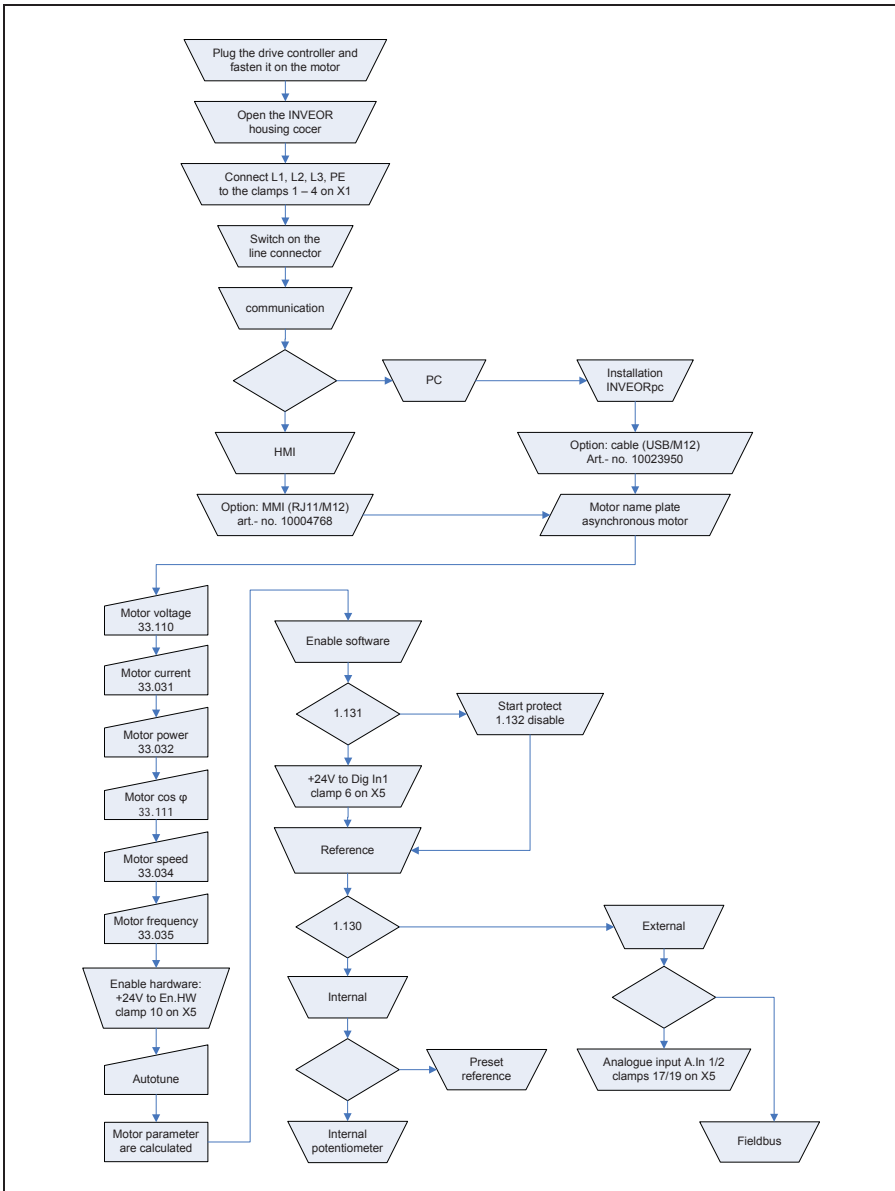 Plug the drive controller and
fasten it on the motor
Open the INVEOR
housing cocer
Connect L1, L2, L3, PE
to the clamps 1 – 4 on X1
Switch on the
line connector
communication
PC
Installation
INVEORpc
HMI
Option: cable (USB/M12)
Art.- no. 10023950
Option: MMI (RJ11/M12)
art.- no. 10004768
Motor name plate
asynchronous motor
Motor voltage
33.110
Motor current
33.031
Motor power
33.032
Motor cos φ
33.111
Motor speed
33.034
Motor frequency
33.035
Enable hardware:
+24V to En.HW
clamp 10 on X5
Autotune
Motor parameter
are calculated
Enable software
1.131
Start protect
1.132 disable
+24V to Dig In1
clamp 6 on X5
Reference
1.130
External
Internal
Preset
reference
Analogue input A.In 1/2
clamps 17/19 on X5
Internal
potentiometer
Fieldbus